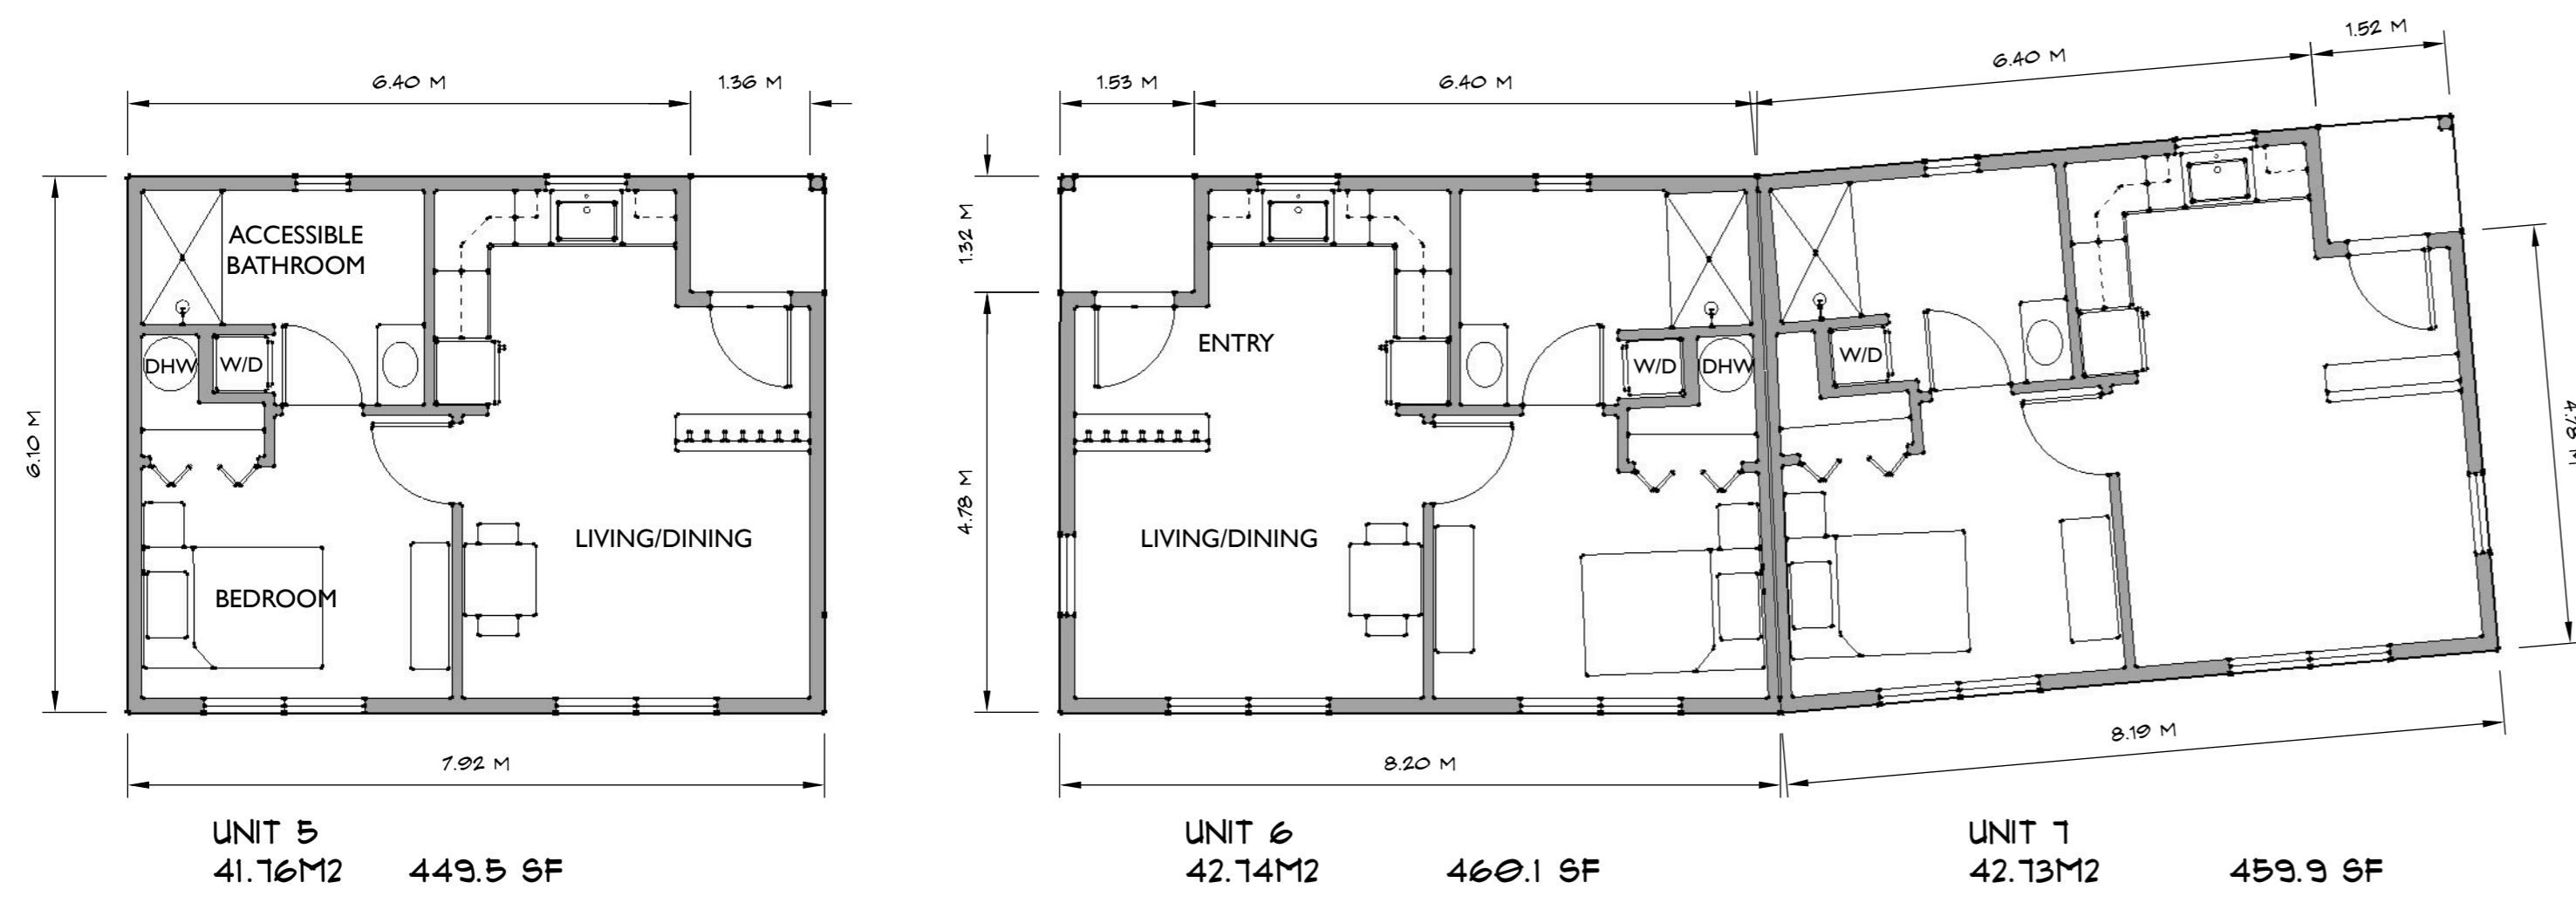 6.40 M
1.36 M
ACCESSIBLE
BATHROOM
DHW
W/D
6.10 M
LIVING/DINING
BEDROOM
7.92 M
UNIT 5
41.76M2 449.5 SF
1.53 M
6.40 M
1.32 M
ENTRY
W/D
DHW
4.78 M
LIVING/DINING
8.20 M
UNIT 6
42.74M2 460.1 SF
6.40 M
1.52 M
W/D
4.78 M
8.19 M
UNIT 7
42.73M2 459.9 SF